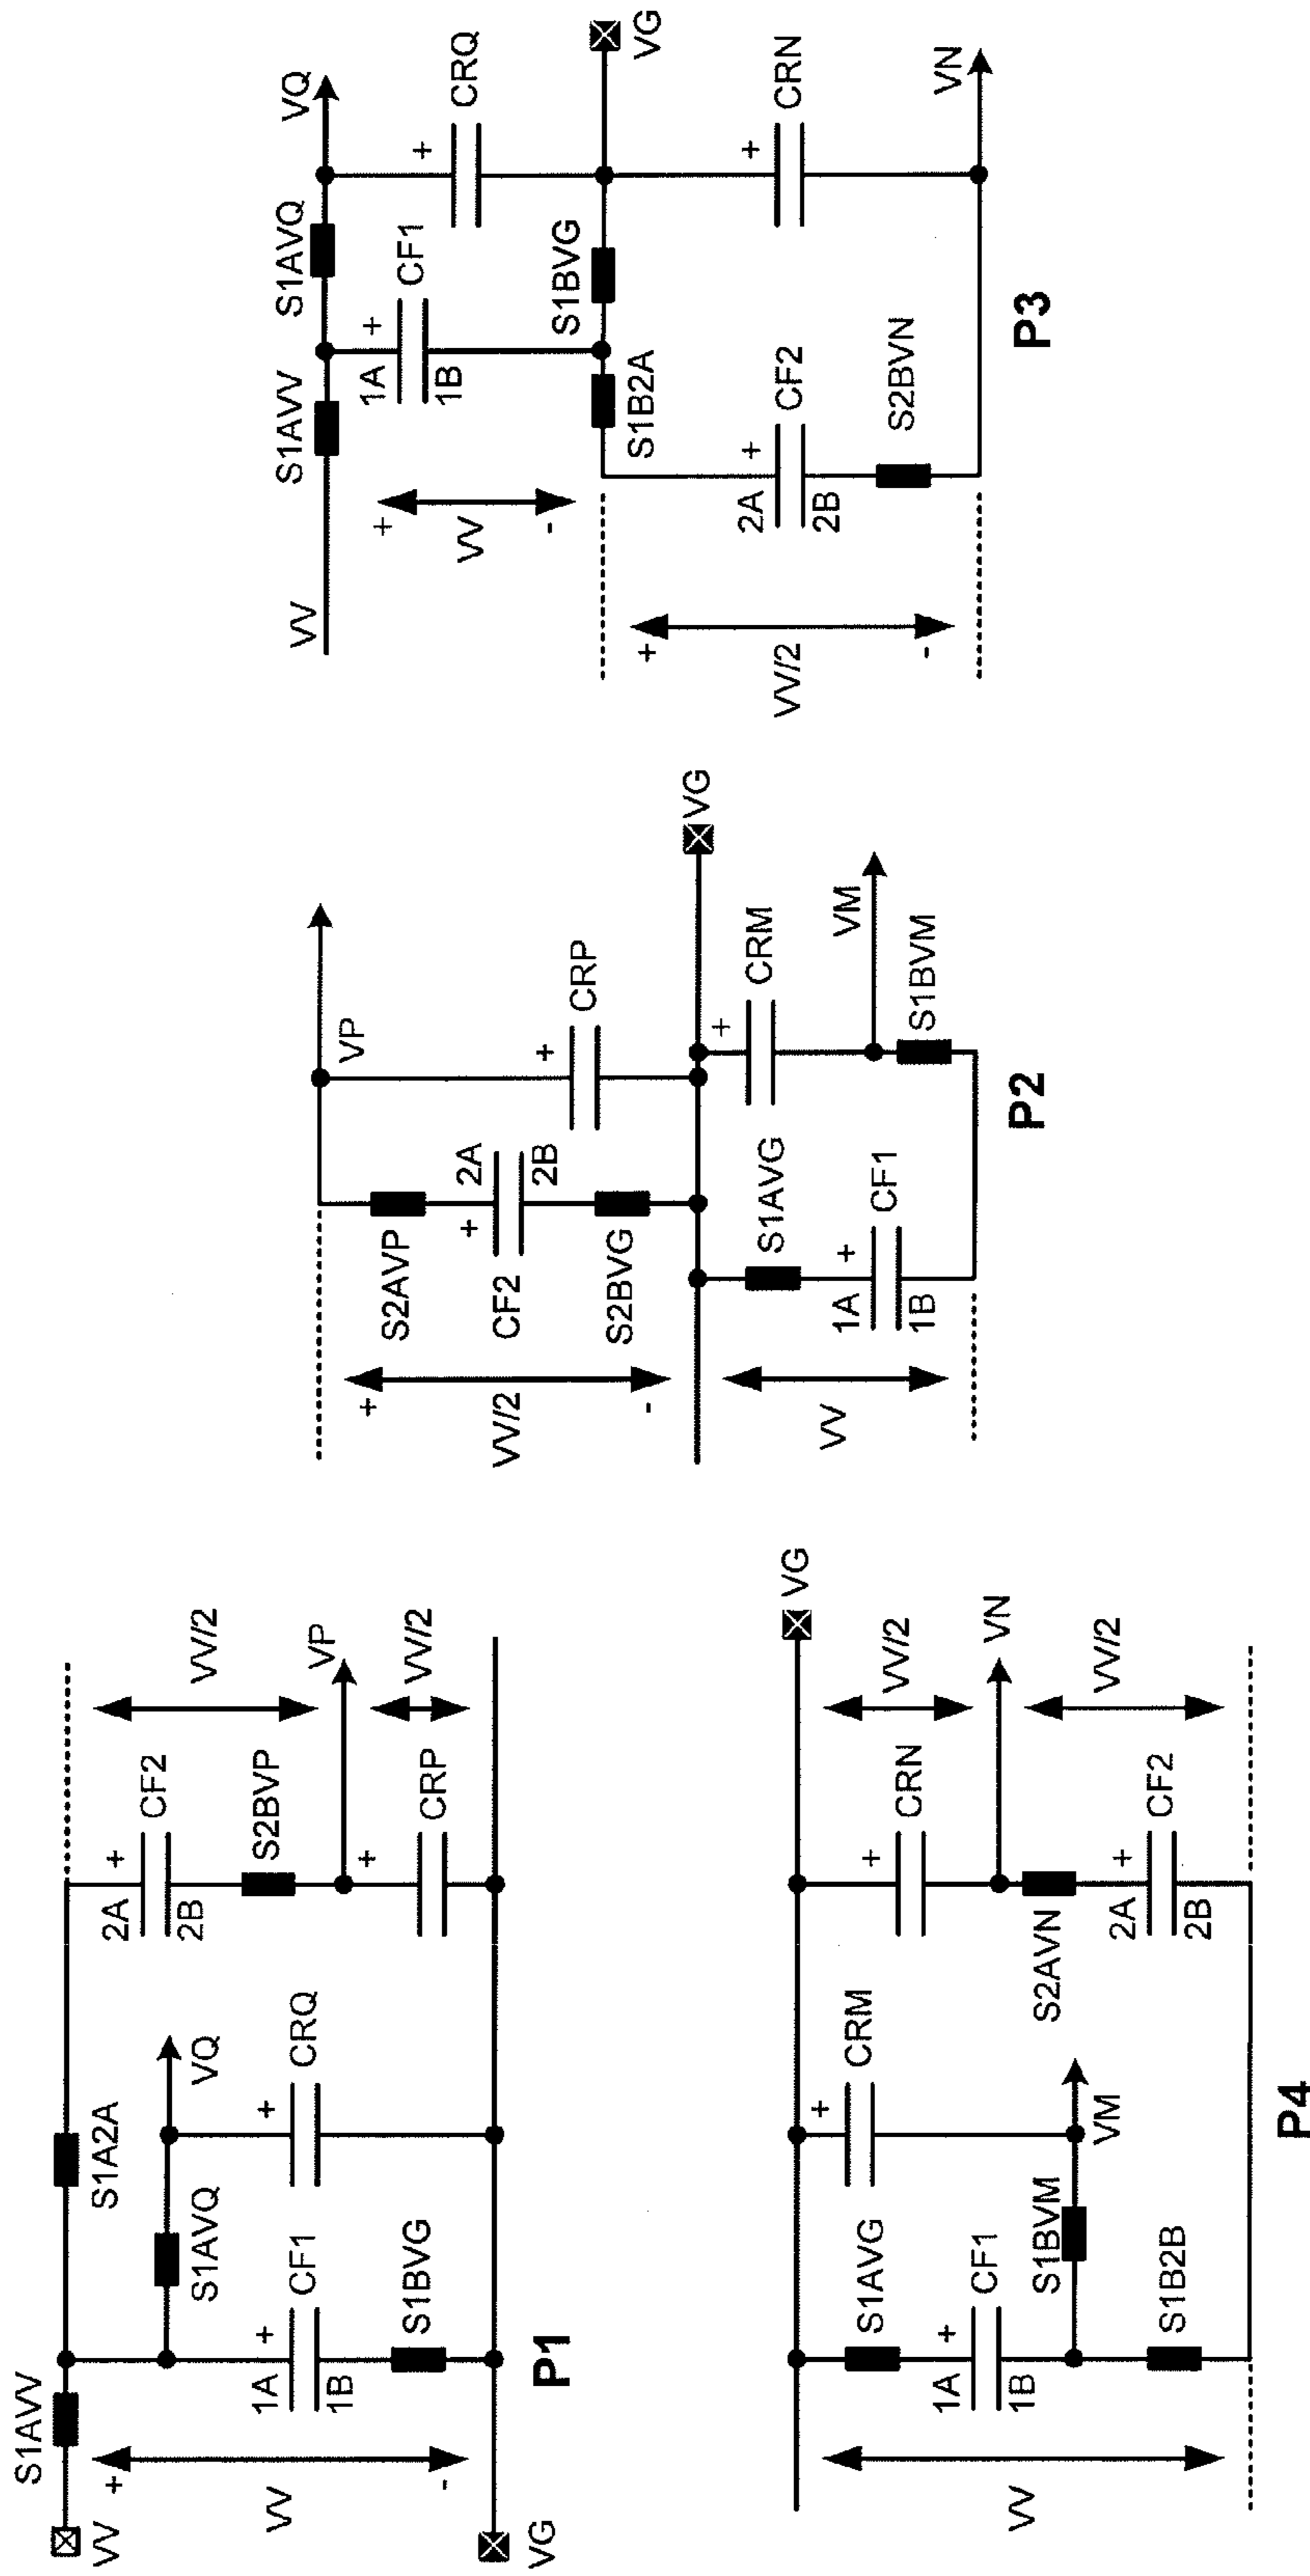 P1
S1AVV
VV
+
VV
-
VG
S1A2A
S1AVQ
VQ
1A
+
CF1
1B
S1BVG
+
CRQ
2A
+
CF2
2B
S2BVP
VP
+
CRP
VV/2
VV/2
P2
+
VV/2
-
S2AVP
+
2A
CF2
2B
S2BVG
VP
+
CRP
VG
VV
S1AVG
1A
+
CF1
1B
+
CRM
VM
S1BVM
P3
VV
S1AVV
S1AVQ
VQ
+
VV
-
1A
+
CF1
1B
+
CRQ
S1B2A
S1BVG
VG
+
VV/2
-
2A
+
CF2
2B
S2BVN
+
CRN
VN
P4
VV
S1AVG
1A
+
CF1
1B
S1BVM
VM
S1B2B
+
CRM
+
CRN
VG
VV/2
VN
S2AVN
2A
+
CF2
2B
VV/2